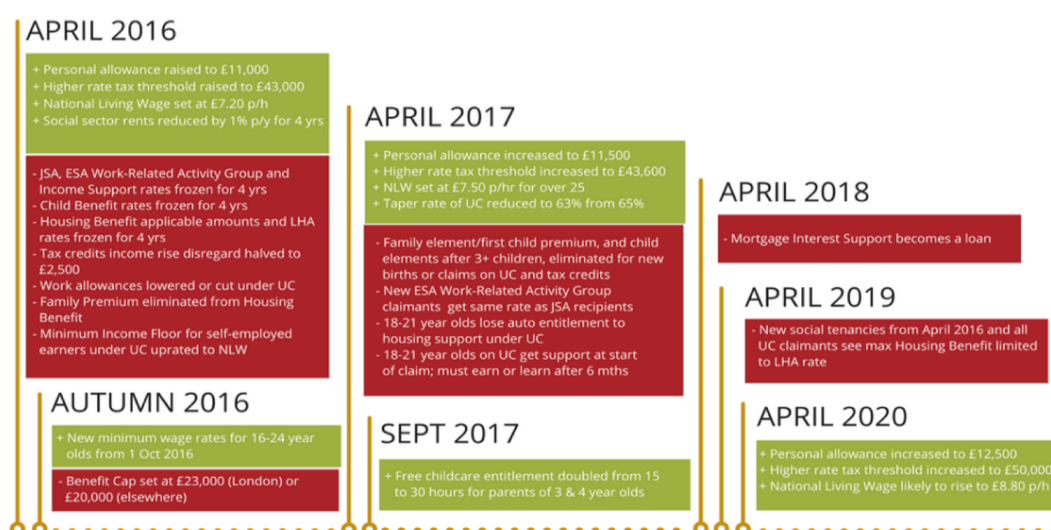 APRIL 2016
+ Personal allowance raised to £11,000
+ Higher rate tax threshold raised to £43,000
+ National Living Wage set at £7.20 p/h
+ Social sector rents reduced by 1% p/y for 4 yrs
- JSA, ESA Work-Related Activity Group and
Income Support rates frozen for 4 yrs
- Child Benefit rates frozen for 4 yrs
- Housing Benefit applicable amounts and LHA
rates frozen for 4 yrs
- Tax credits income rise disregard halved to
£2,500
- Work allowances lowered or cut under UC
- Family Premium eliminated from Housing
Benefit
- Minimum Income Floor for self-employed
earners under UC uprated to NLW
AUTUMN 2016
+ New minimum wage rates for 16-24 year
olds from 1 Oct 2016
- Benefit Cap set at £23,000 (London) or
£20,000 (elsewhere)
APRIL 2017
+ Personal allowance increased to £11,500
+ Higher rate tax threshold increased to £43,600
+ NLW set at £7.50 p/hr for over 25
+ Taper rate of UC reduced to 63% from 65%
- Family element/first child premium, and child
elements after 3+ children, eliminated for new
births or claims on UC and tax credits
- New ESA Work-Related Activity Group
claimants get same rate as JSA recipients
- 18-21 year olds lose auto entitlement to
housing support under UC
- 18-21 year olds on UC get support at start
of claim; must earn or learn after 6 mths
SEPT 2017
+ Free childcare entitlement doubled from 15
to 30 hours for parents of 3 & 4 year olds
APRIL 2018
- Mortgage Interest Support becomes a loan
APRIL 2019
- New social tenancies from April 2016 and all
UC claimants see max Housing Benefit limited
to LHA rate
APRIL 2020
+ Personal allowance increased to £12,500
+ Higher rate tax threshold increased to £50,000
+ National Living Wage likely to rise to £8.80 p/h